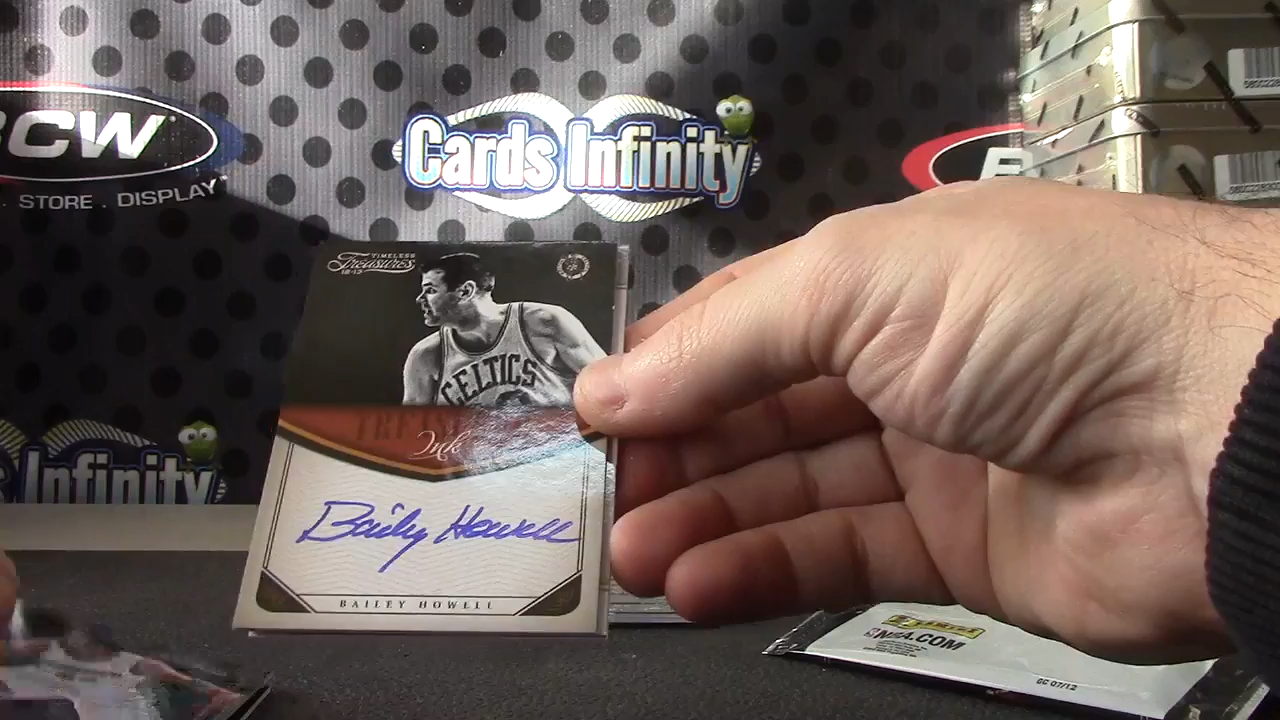 BCW
. STORE . DISPLAY
Cards Infinity
TIMELESS
Treasures
12-13
CELTICS
Ink
Baily Howell
BAILEY HOWELL
Infinity
NBA.COM